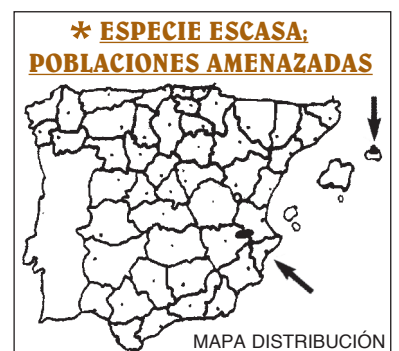 * ESPECIE ESCASA;
POBLACIONES AMENAZADAS
MAPA DISTRIBUCIÓN